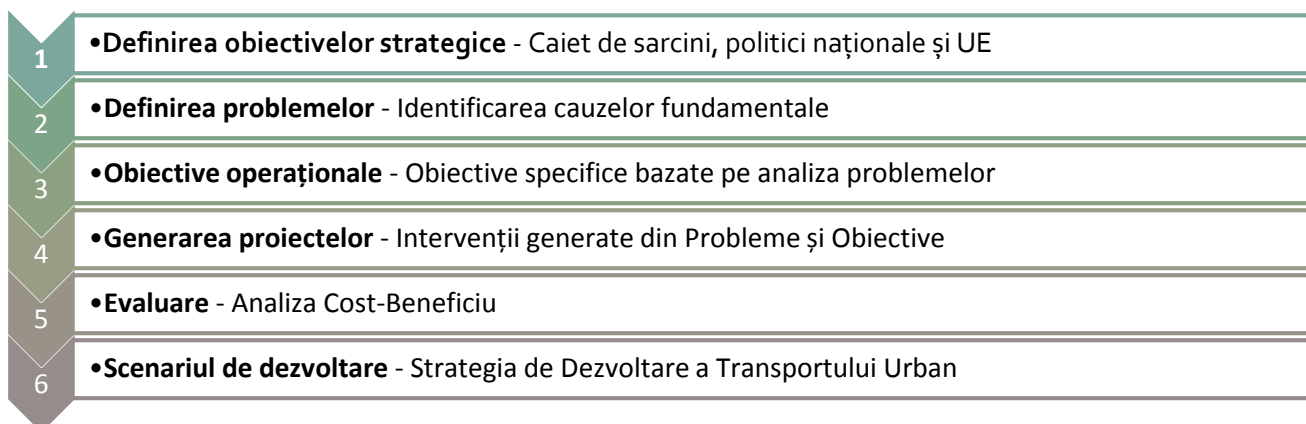 1
•Definirea obiectivelor strategice - Caiet de sarcini, politici naționale și UE
2
•Definirea problemelor - Identificarea cauzelor fundamentale
3
•Obiective operaționale - Obiective specifice bazate pe analiza problemelor
4
•Generarea proiectelor - Intervenții generate din Probleme și Obiective
5
•Evaluare - Analiza Cost-Beneficiu
6
•Scenariul de dezvoltare - Strategia de Dezvoltare a Transportului Urban